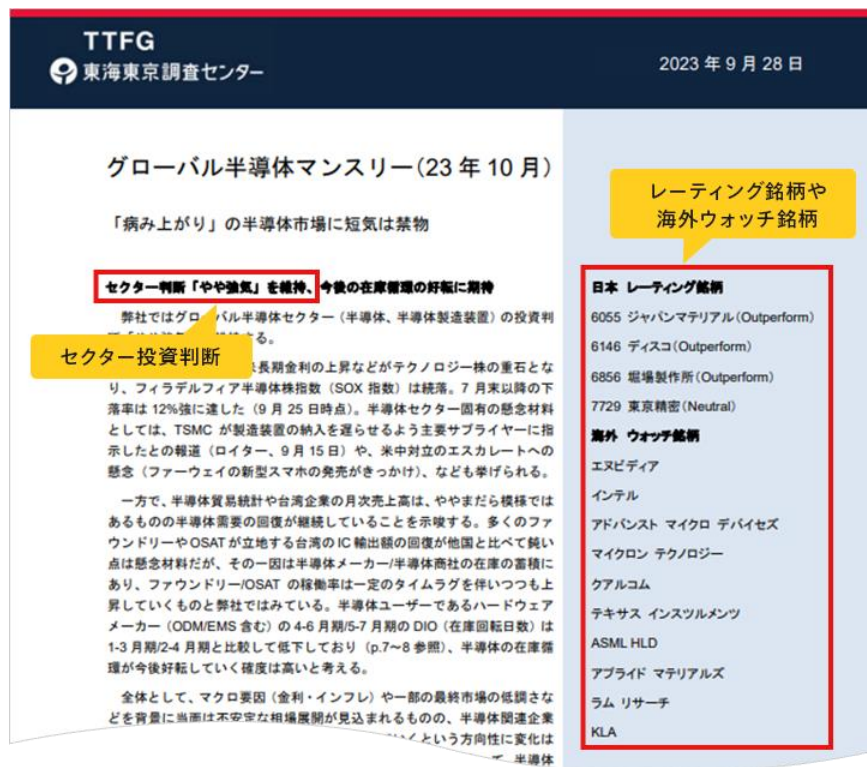 TTFG
東海東京調査センター
2023年9月28日
グローバル半導体マンスリー(23年10月)
「病み上がり」の半導体市場に短気は禁物
セクター判断「やや強気」を維持、今後の在庫循環の好転に期待
弊社ではグローバル半導体セクター(半導体、半導体製造装置)の投資判
する。
セクター投資判断
長期金利の上昇などがテクノロジー株の重石とな
り、フィラデルフィア半導体株指数(SOX 指数)は続落。7 月末以降の下
落率は 12%強に達した(9 月 25 日時点)。半導体セクター固有の懸念材料
としては、TSMC が製造装置の納入を遅らせるよう主要サプライヤーに指
示したとの報道(ロイター、9 月 15 日)や、米中対立のエスカレートへの
懸念(ファーウェイの新型スマホの発売がきっかけ)、なども挙げられる。
一方で、半導体貿易統計や台湾企業の月次売上高は、ややまだら模様では
あるものの半導体需要の回復が継続していることを示唆する。多くのファ
ウンドリーや OSAT が立地する台湾の IC 輸出額の回復が他国と比べて鈍い
点は懸念材料だが、その一因は半導体メーカー/半導体商社の在庫の蓄積に
あり、ファウンドリー/OSAT の稼働率は一定のタイムラグを伴いつつも上
昇していくものと弊社ではみている。半導体ユーザーであるハードウェア
メーカー(ODM/EMS 含む)の 4-6 月期/5-7 月期の DIO(在庫回転日数)は
1-3 月期/2-4 月期と比較して低下しており(p.7~8 参照)、半導体の在庫循
環が今後好転していく確度は高いと考える。
全体として、マクロ要因(金利・インフレ)や一部の最終市場の低調さな
どを背景に当面は不安定な相場展開が見込まれるものの、半導体関連企業
くという方向性に変化は
て、半導体
レーティング銘柄や
海外ウォッチ銘柄
日本 レーティング銘柄
6055 ジャパンマテリアル(Outperform)
6146 ディスコ(Outperform)
6856 堀場製作所(Outperform)
7729 東京精密(Neutral)
海外 ウォッチ銘柄
エヌビディア
インテル
アドバンスト マイクロ デバイセズ
マイクロン テクノロジー
クアルコム
テキサス インスツルメンツ
ASML HLD
アプライド マテリアルズ
ラム リサーチ
KLA